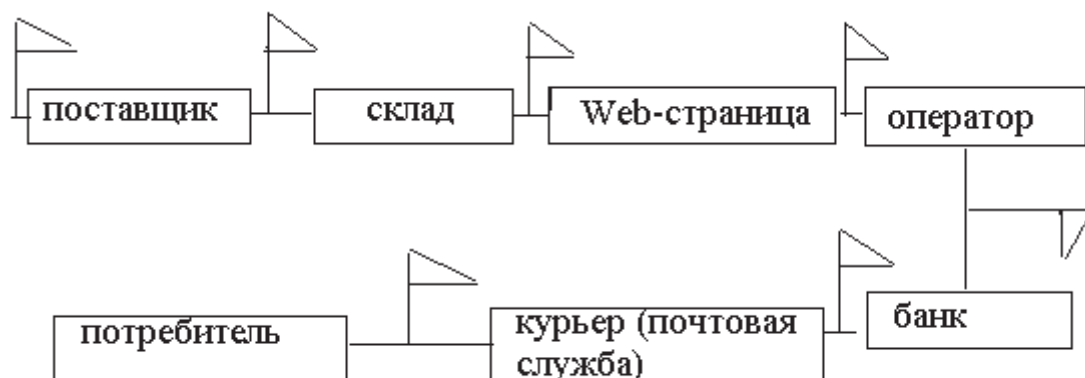 поставщик
склад
Web-страница
оператор
потребитель
курьер (почтовая
служба)
банк